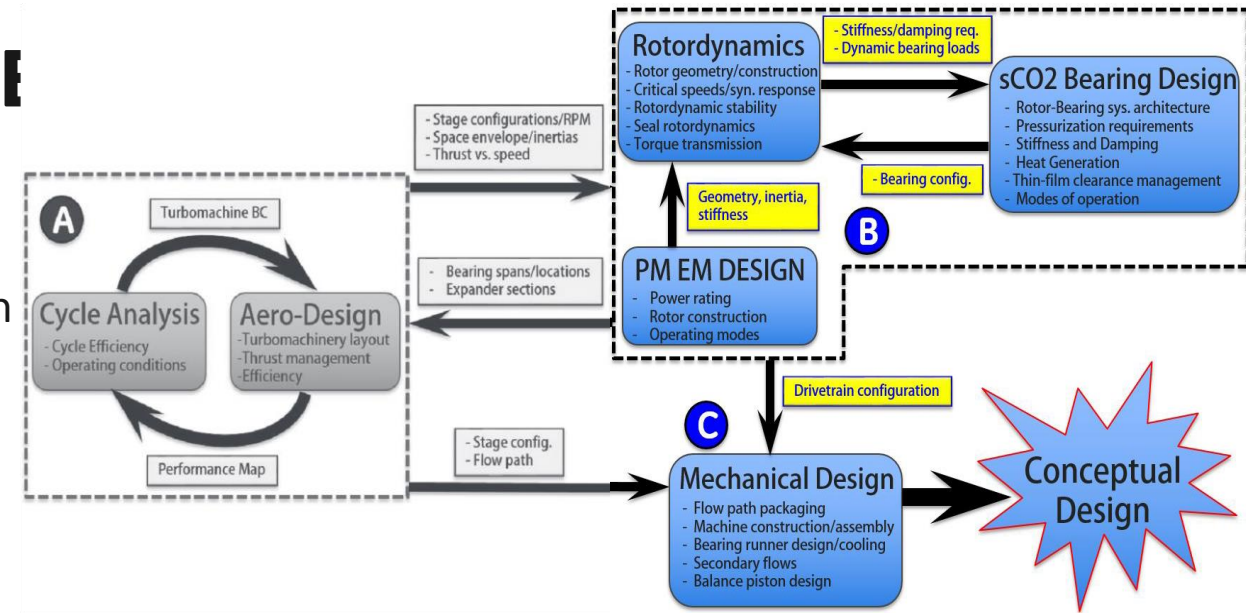 E
n
A
Turbomachine BC
Cycle Analysis
- Cycle Efficiency
- Operating conditions
Aero-Design
-Turbomachinery layout
-Thrust management
-Efficiency
Performance Map
- Stage configurations/RPM
- Space envelope/inertias
- Thrust vs. speed
- Bearing spans/locations
- Expander sections
- Stage config.
- Flow path
Rotordynamics
- Rotor geometry/construction
- Critical speeds/syn. response
- Rotordynamic stability
- Seal rotordynamics
- Torque transmission
- Stiffness/damping req.
- Dynamic bearing loads
sCO2 Bearing Design
- Rotor-Bearing sys. architecture
- Pressurization requirements
- Stiffness and Damping
- Heat Generation
- Thin-film clearance management
- Modes of operation
- Bearing config.
B
Geometry, inertia,
stiffness
PM EM DESIGN
- Power rating
- Rotor construction
- Operating modes
Drivetrain configuration
C
Mechanical Design
- Flow path packaging
- Machine construction/assembly
- Bearing runner design/cooling
- Secondary flows
- Balance piston design
Conceptual
Design